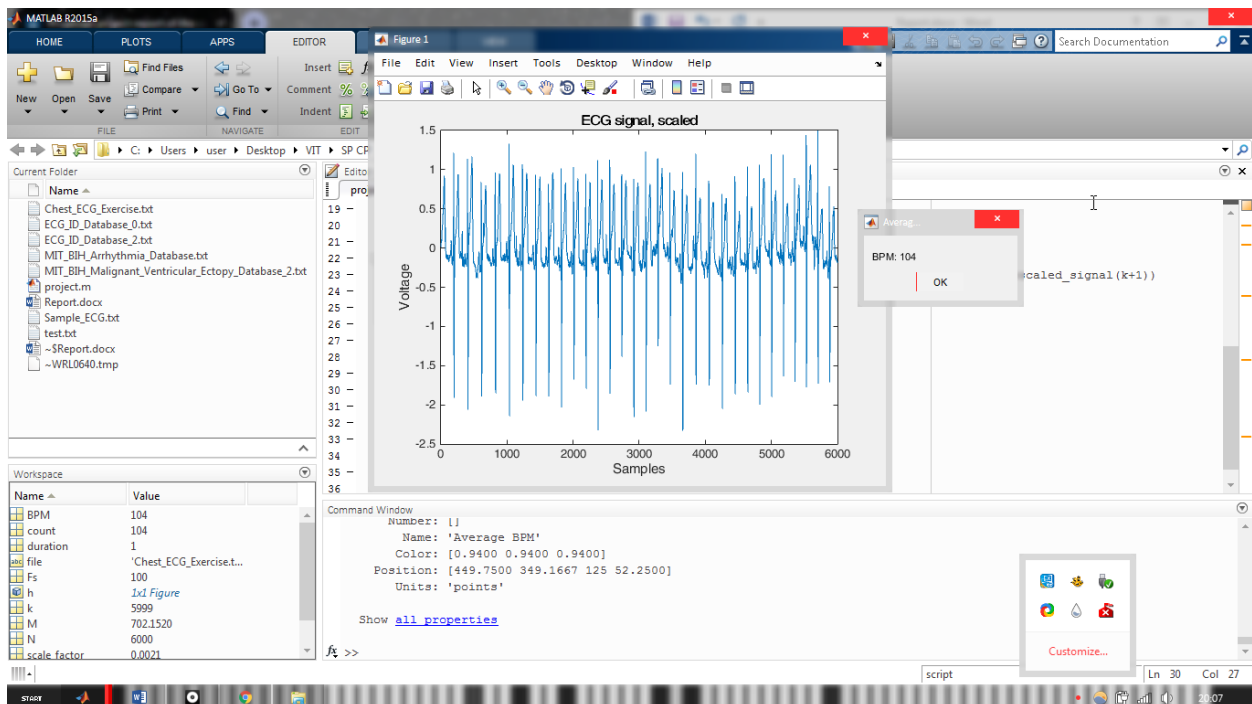 MATLAB R2015a
HOME PLOTS APPS EDITOR
Search Documentation
New Open Save
Find Files
Compare
Print
Go To
Find
Insert
Comment
Indent
FILE NAVIGATE EDIT
C: Users user Desktop VIT SP CP
Current Folder
Name
Chest_ECG_Exercise.txt
ECG_ID_Database_0.txt
ECG_ID_Database_2.txt
MIT_BIH_Arrhythmia_Database.txt
MIT_BIH_Malignant_Ventricular_Ectopy_Database_2.txt
project.m
Report.docx
Sample_ECG.txt
test.txt
~$Report.docx
~WRL0640.tmp
Workspace
Name Value
BPM 104
count 104
duration 1
file 'Chest_ECG_Exercise.t...
Fs 100
h 1x1 Figure
k 5999
M 702.1520
N 6000
scale factor 0.0021
Edito
proj
19
20
21
22
23
24
25
26
27
28
29
30
31
32
33
34
35
36
Figure 1
File Edit View Insert Tools Desktop Window Help
ECG signal, scaled
Voltage
1.5
1
0.5
0
-0.5
-1
-1.5
-2
-2.5
0 1000 2000 3000 4000 5000 6000
Samples
Averag...
BPM: 104
OK
scaled_signal(k+1))
Command Window
Number: []
Name: 'Average BPM'
Color: [0.9400 0.9400 0.9400]
Position: [449.7500 349.1667 125 52.2500]
Units: 'points'
Show all properties
fx >>
Customize...
script Ln 30 Col 27
START
20:07